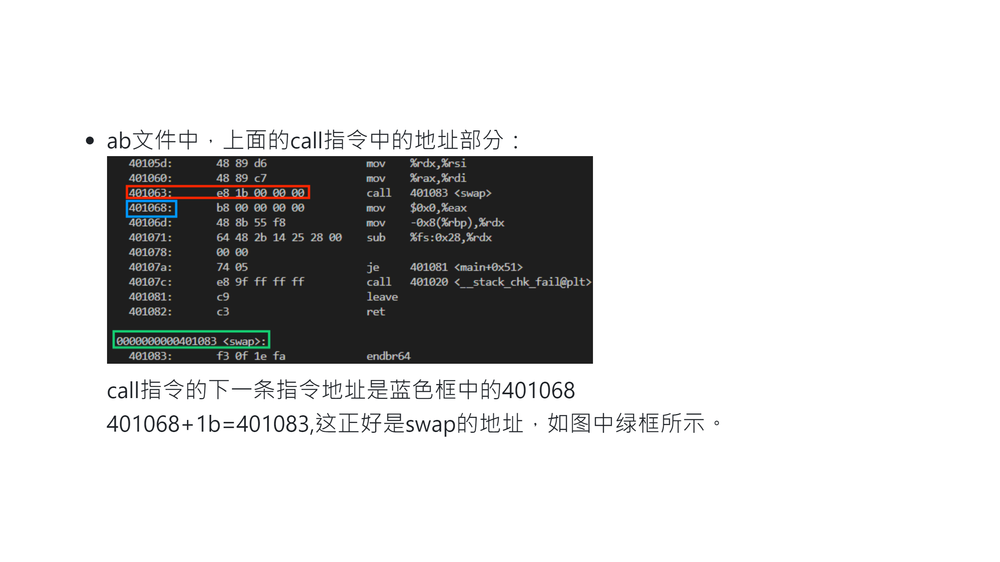 • ab文件中，上面的call指令中的地址部分：
40105d: 48 89 d6 mov %rdx,%rsi
401060: 48 89 c7 mov %rax,%rdi
401063: e8 1b 00 00 00 call 401083 <swap>
401068: b8 00 00 00 00 mov $0x0,%eax
40106d: 48 8b 55 f8 mov -0x8(%rbp),%rdx
401071: 64 48 2b 14 25 28 00 sub %fs:0x28,%rdx
401078: 00 00
40107a: 74 05 je 401081 <main+0x51>
40107c: e8 9f ff ff ff call 401020 <__stack_chk_fail@plt>
401081: c9 leave
401082: c3 ret
0000000000401083 <swap>:
401083: f3 0f 1e fa endbr64
call指令的下一条指令地址是蓝色框中的401068
401068+1b=401083,这正好是swap的地址，如图中绿框所示。